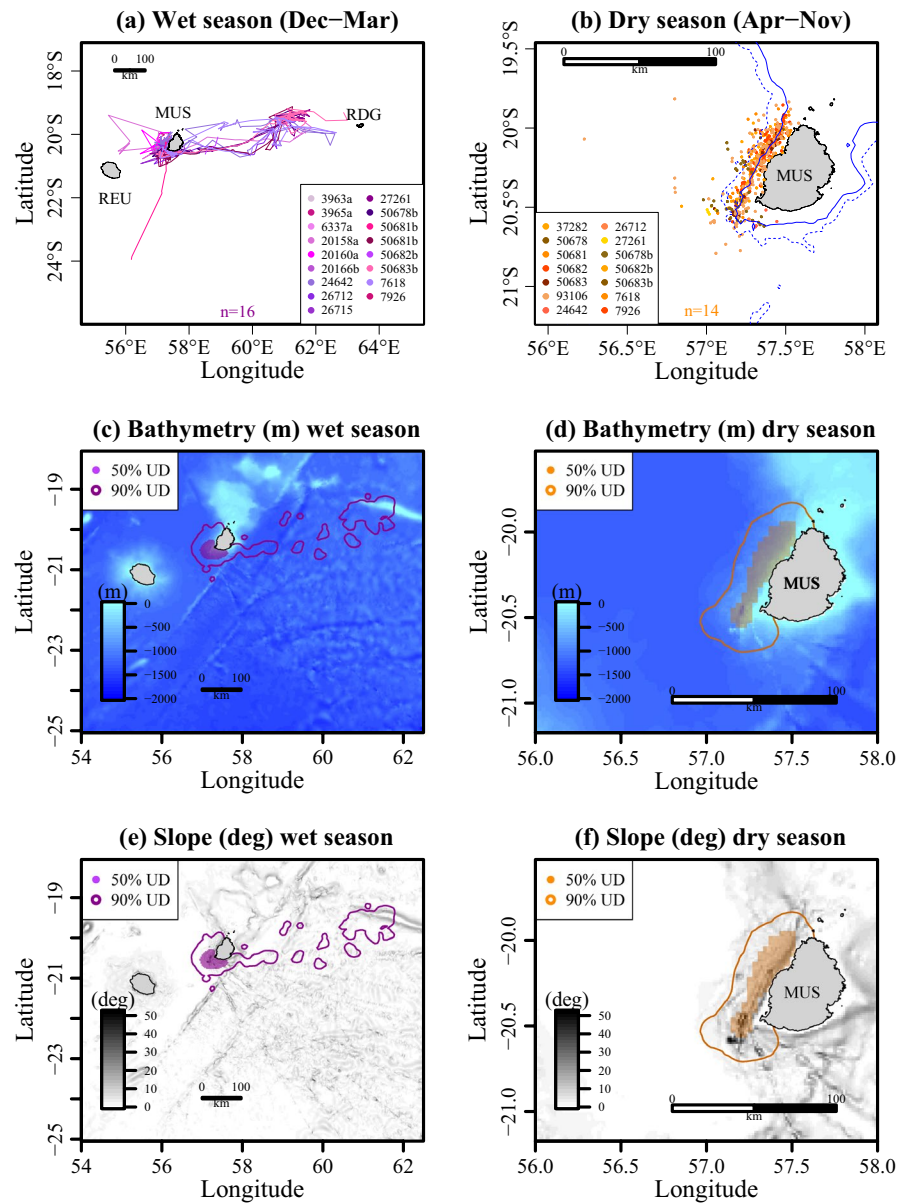 (a) Wet season (Dec−Mar)
0 100
km
MUS
RDG
REU
3963a 27261
3965a 50678b
6337a 50681b
20158a 50681b
20160a 50682b
20166b 50683b
24642 7618
26712 7926
26715
n=16
18°S
20°S
22°S
24°S
Latitude
56°E 58°E 60°E 62°E 64°E
Longitude
(b) Dry season (Apr−Nov)
0 100
km
MUS
37282 26712
50678 27261
50681 50678b
50682 50682b
50683 50683b
93106 7618
24642 7926
n=14
19.5°S
20°S
20.5°S
21°S
Latitude
56°E 56.5°E 57°E 57.5°E 58°E
Longitude
(c) Bathymetry (m) wet season
50% UD
90% UD
(m)
0
−500
−1000
−1500
−2000
0 100
km
−19
−21
−23
−25
Latitude
54 56 58 60 62
Longitude
(d) Bathymetry (m) dry season
50% UD
90% UD
MUS
(m)
0
−500
−1000
−1500
−2000
0 100
km
−20.0
−20.5
−21.0
Latitude
56.0 56.5 57.0 57.5 58.0
Longitude
(e) Slope (deg) wet season
50% UD
90% UD
(deg)
50
40
30
20
10
0
0 100
km
−19
−21
−23
−25
Latitude
54 56 58 60 62
Longitude
(f) Slope (deg) dry season
50% UD
90% UD
MUS
(deg)
50
40
30
20
10
0
0 100
km
−20.0
−20.5
−21.0
Latitude
56.0 56.5 57.0 57.5 58.0
Longitude